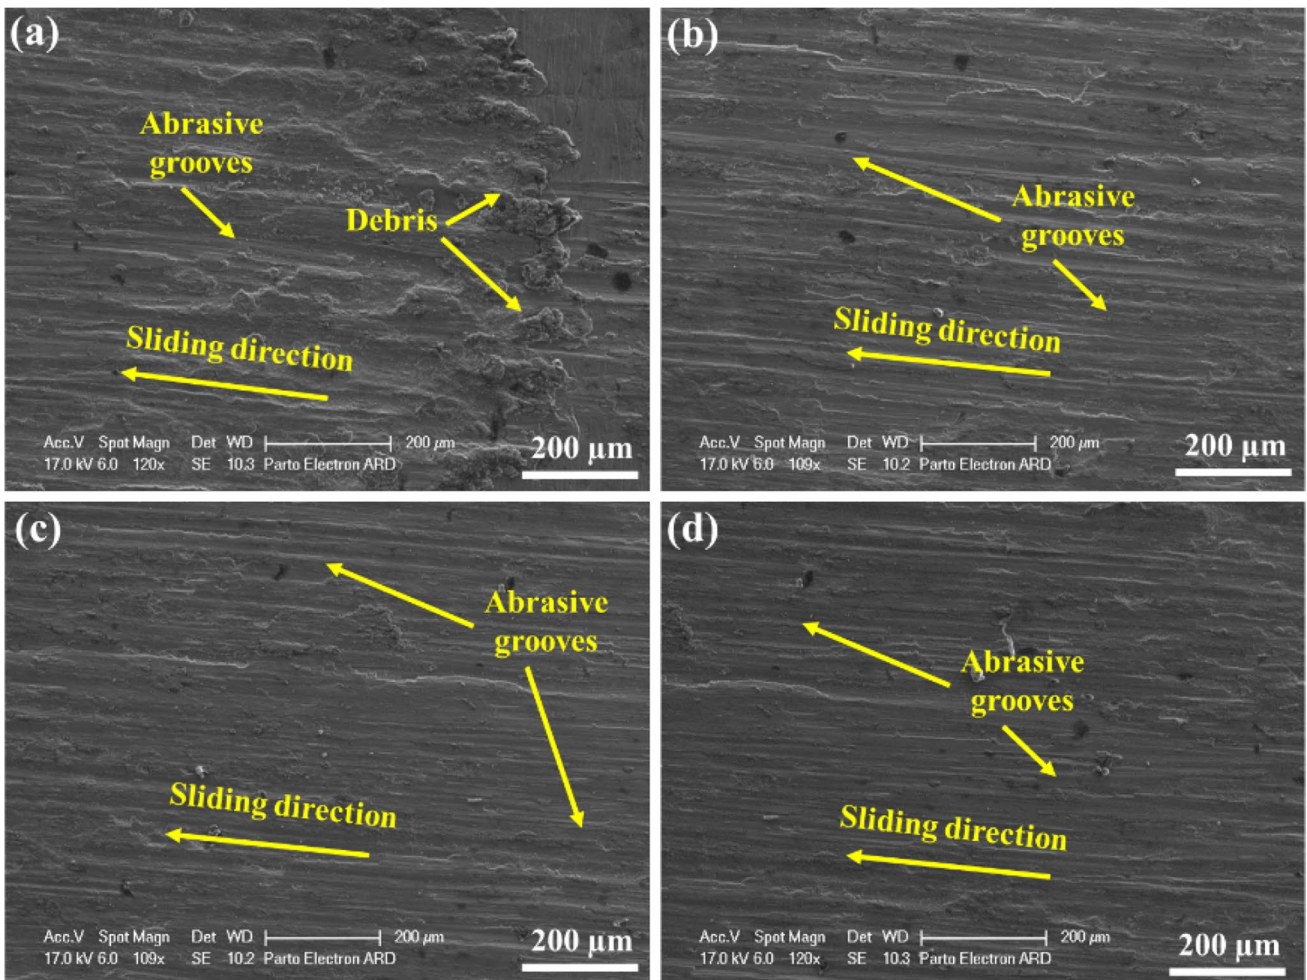 (a)
Abrasive
grooves
Debris
Sliding direction
Acc.V Spot Magn Det WD 200 µm
17.0 kV 6.0 120x SE 10.3 Parto Electron ARD
200 µm
(b)
Abrasive
grooves
Sliding direction
Acc.V Spot Magn Det WD 200 µm
17.0 kV 6.0 109x SE 10.2 Parto Electron ARD
200 µm
(c)
Abrasive
grooves
Sliding direction
Acc.V Spot Magn Det WD 200 µm
17.0 kV 6.0 109x SE 10.2 Parto Electron ARD
200 µm
(d)
Abrasive
grooves
Sliding direction
Acc.V Spot Magn Det WD 200 µm
17.0 kV 6.0 120x SE 10.3 Parto Electron ARD
200 µm